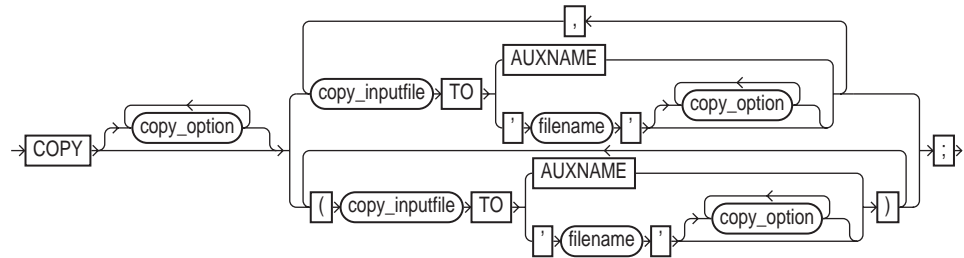 ,
AUXNAME
copy_inputfile TO
copy_option
' filename '
copy_option
COPY ;
AUXNAME
( copy_inputfile TO )
copy_option
' filename '